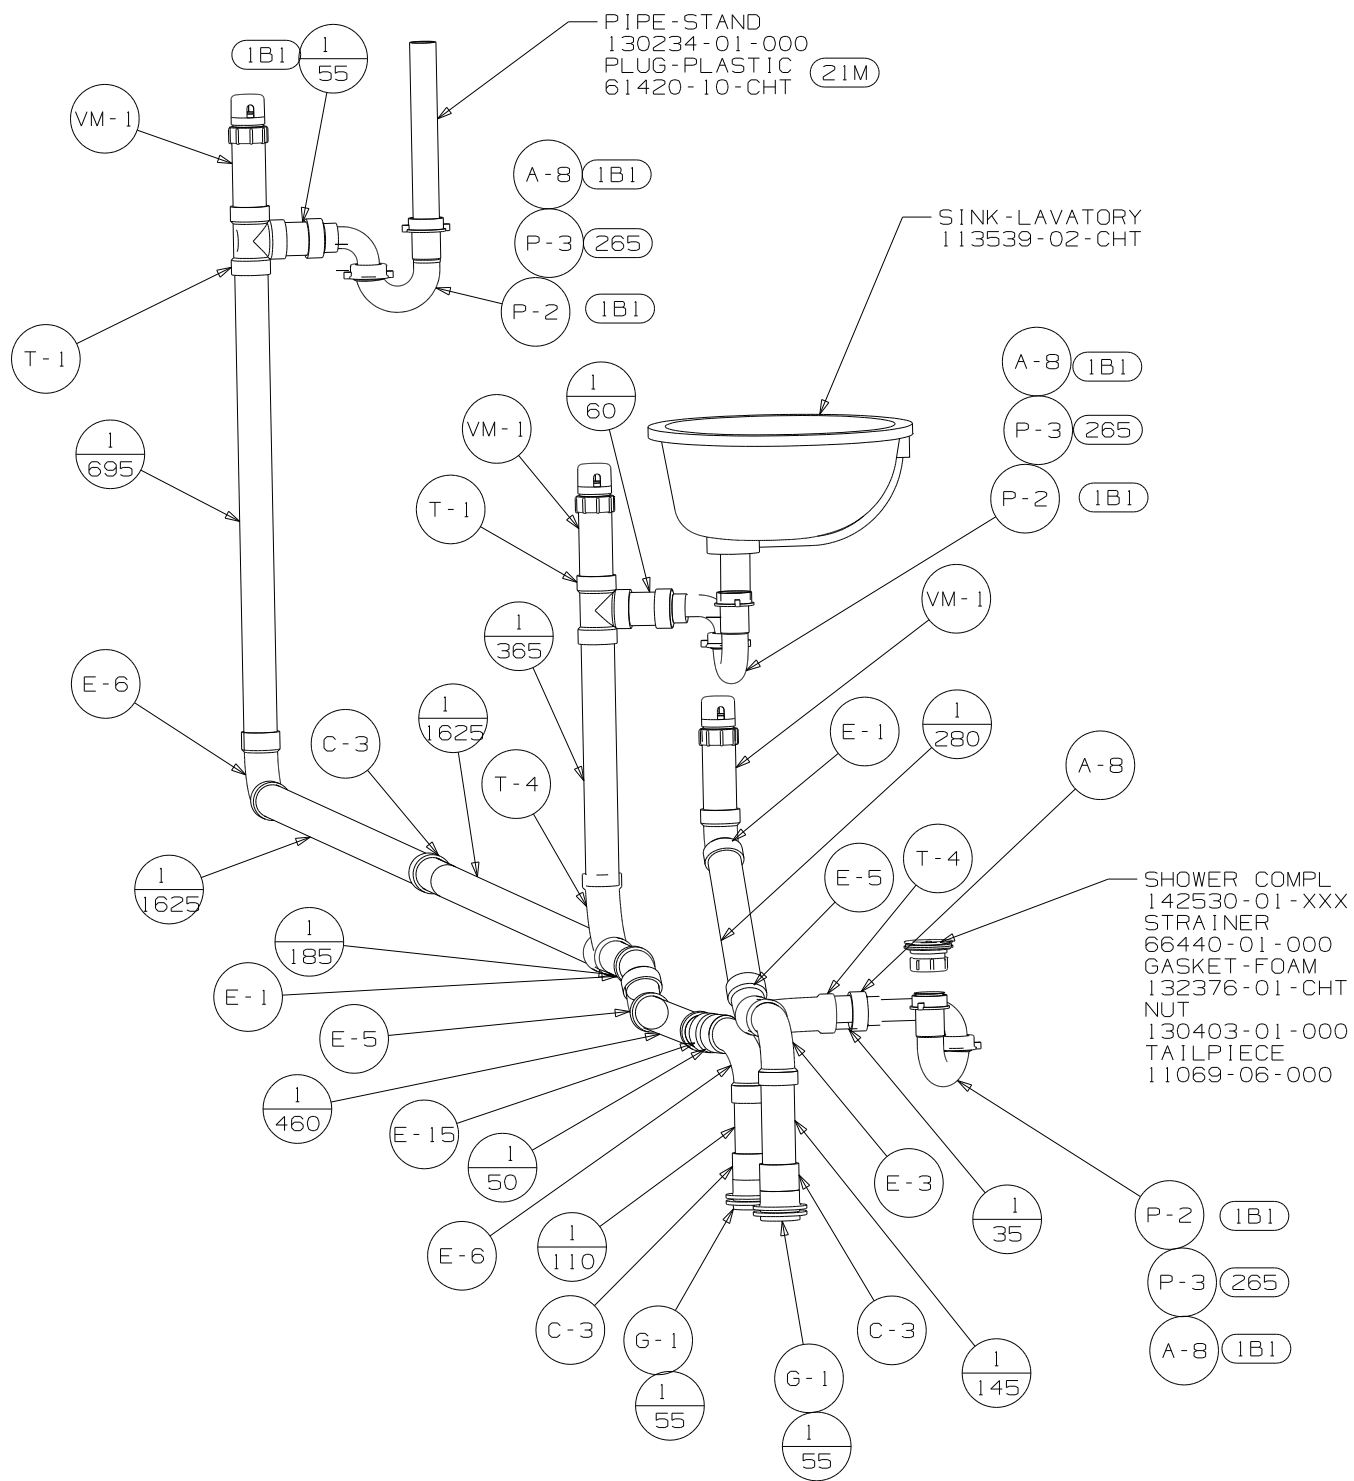 PIPE-STAND
130234-01-000
PLUG-PLASTIC
61420-10-CHT
21M
1B1
1
55
VM-1
A-8
1B1
P-3
265
P-2
1B1
SINK-LAVATORY
113539-02-CHT
T-1
1
60
A-8
1B1
P-3
265
P-2
1B1
1
695
VM-1
T-1
VM-1
1
365
E-6
C-3
1
1625
T-4
E-1
1
280
A-8
1
1625
E-5
T-4
SHOWER COMPL
142530-01-XXX
STRAINER
66440-01-000
GASKET-FOAM
132376-01-CHT
NUT
130403-01-000
TAILPIECE
11069-06-000
1
185
E-1
E-5
1
460
E-15
1
50
E-6
1
110
C-3
G-1
1
55
G-1
1
55
C-3
1
145
E-3
1
35
P-2
1B1
P-3
265
A-8
1B1